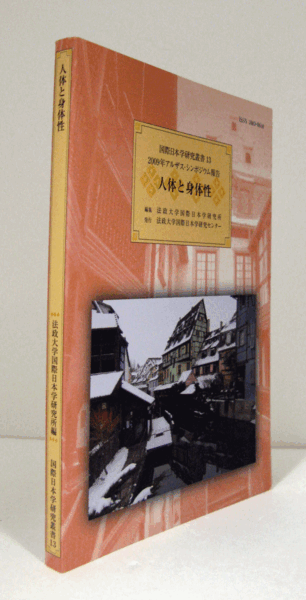 国際日本学研究叢書13
2009年アルザス・シンポジウム報告
人体と身体性
編集 法政大学国際日本学研究所
発行 法政大学国際日本学研究センター
人体と身体性
法政大学国際日本学研究所編
国際日本学研究叢書13